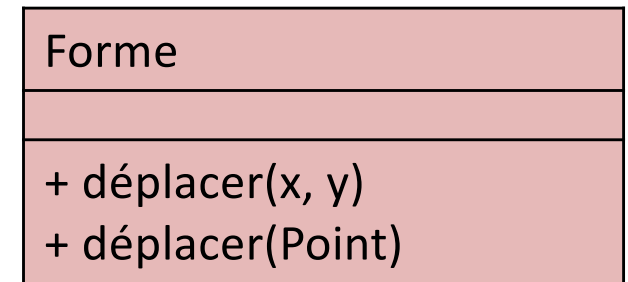 Forme
+ déplacer(x, y)
+ déplacer(Point)